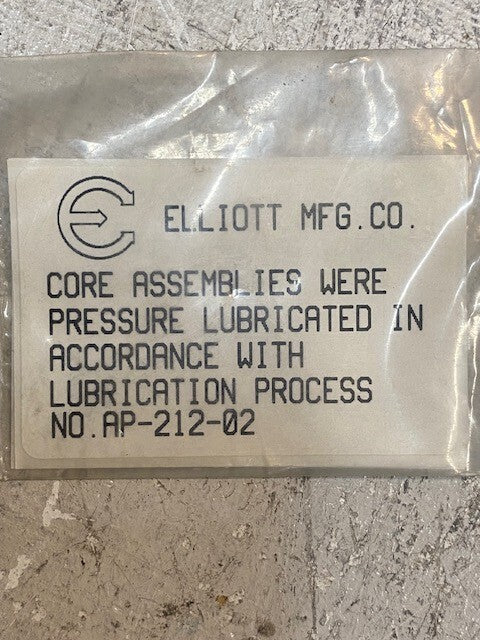 ELLIOTT MFG.CO.
CORE ASSEMBLIES WERE
PRESSURE LUBRICATED IN
ACCORDANCE WITH
LUBRICATION PROCESS
NO.AP-212-02